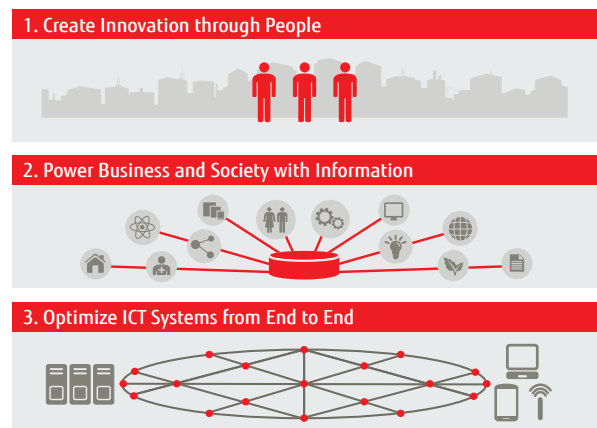 1. Create Innovation through People
2. Power Business and Society with Information
3. Optimize ICT Systems from End to End